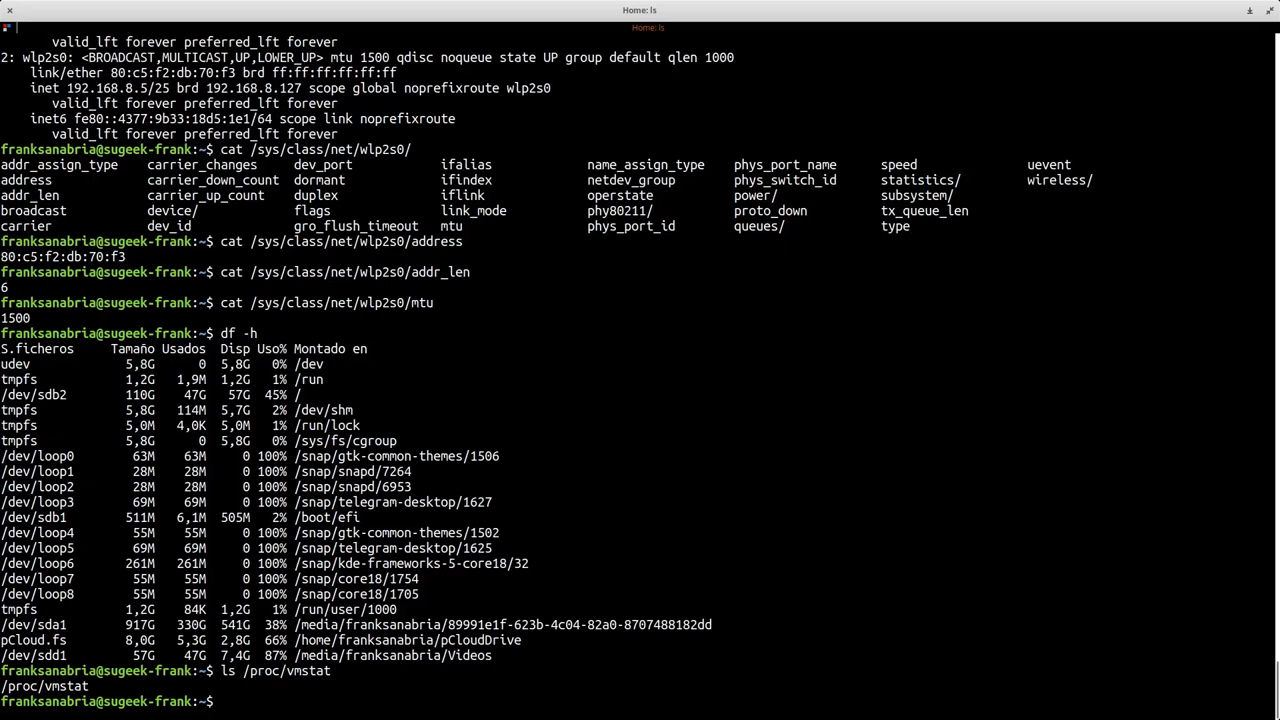 Home: ls
Home: ls
valid_lft forever preferred_lft forever
2: wlp2s0: <BROADCAST,MULTICAST,UP,LOWER_UP> mtu 1500 qdisc noqueue state UP group default qlen 1000
link/ether 80:c5:f2:db:70:f3 brd ff:ff:ff:ff:ff:ff
inet 192.168.8.5/25 brd 192.168.8.127 scope global noprefixroute wlp2s0
valid_lft forever preferred_lft forever
inet6 fe80::4377:9b33:18d5:1e1/64 scope link noprefixroute
valid_lft forever preferred_lft forever
franksanabria@sugeek-frank:~$ cat /sys/class/net/wlp2s0/
addr_assign_type carrier_changes dev_port ifalias name_assign_type phys_port_name speed uevent
address carrier_down_count dormant ifindex netdev_group phys_switch_id statistics/ wireless/
addr_len carrier_up_count duplex iflink operstate power/ subsystem/
broadcast device/ flags link_mode phy80211/ proto_down tx_queue_len
carrier dev_id gro_flush_timeout mtu phys_port_id queues/ type
franksanabria@sugeek-frank:~$ cat /sys/class/net/wlp2s0/address
80:c5:f2:db:70:f3
franksanabria@sugeek-frank:~$ cat /sys/class/net/wlp2s0/addr_len
6
franksanabria@sugeek-frank:~$ cat /sys/class/net/wlp2s0/mtu
1500
franksanabria@sugeek-frank:~$ df -h
S.ficheros Tamaño Usados Disp Uso% Montado en
udev 5,8G 0 5,8G 0% /dev
tmpfs 1,2G 1,9M 1,2G 1% /run
/dev/sdb2 110G 47G 57G 45% /
tmpfs 5,8G 114M 5,7G 2% /dev/shm
tmpfs 5,0M 4,0K 5,0M 1% /run/lock
tmpfs 5,8G 0 5,8G 0% /sys/fs/cgroup
/dev/loop0 63M 63M 0 100% /snap/gtk-common-themes/1506
/dev/loop1 28M 28M 0 100% /snap/snapd/7264
/dev/loop2 28M 28M 0 100% /snap/snapd/6953
/dev/loop3 69M 69M 0 100% /snap/telegram-desktop/1627
/dev/sdb1 511M 6,1M 505M 2% /boot/efi
/dev/loop4 55M 55M 0 100% /snap/gtk-common-themes/1502
/dev/loop5 69M 69M 0 100% /snap/telegram-desktop/1625
/dev/loop6 261M 261M 0 100% /snap/kde-frameworks-5-core18/32
/dev/loop7 55M 55M 0 100% /snap/core18/1754
/dev/loop8 55M 55M 0 100% /snap/core18/1705
tmpfs 1,2G 84K 1,2G 1% /run/user/1000
/dev/sda1 917G 330G 541G 38% /media/franksanabria/89991e1f-623b-4c04-82a0-8707488182dd
pCloud.fs 8,0G 5,3G 2,8G 66% /home/franksanabria/pCloudDrive
/dev/sdd1 57G 47G 7,4G 87% /media/franksanabria/Videos
franksanabria@sugeek-frank:~$ ls /proc/vmstat
/proc/vmstat
franksanabria@sugeek-frank:~$